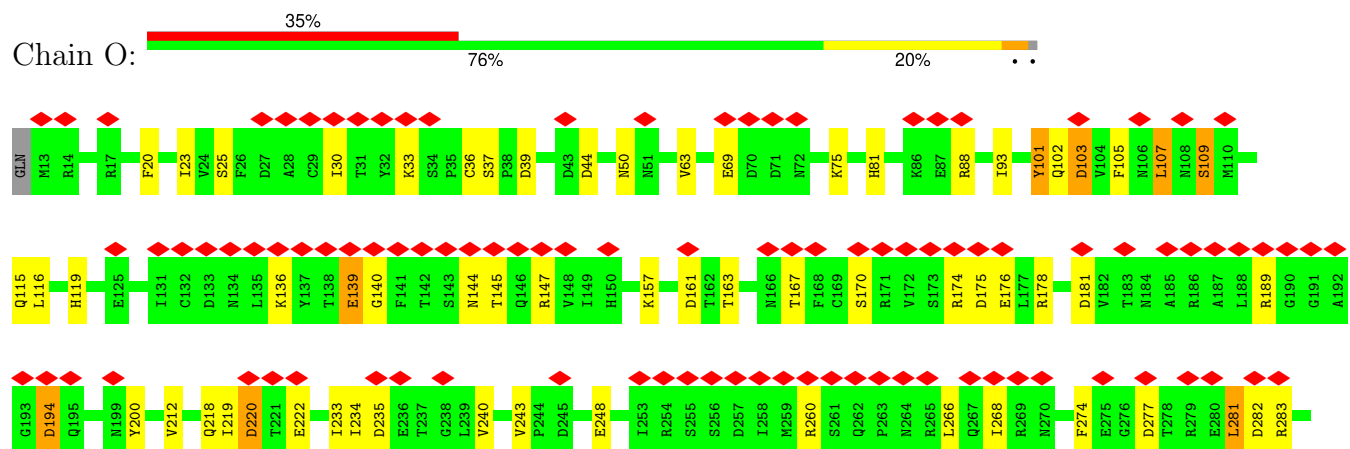 35%
Chain O:
76% 20% • •
GLN M13 R14 R17 F20 I23 V24 S25 F26 D27 A28 C29 I30 T31 Y32 K33 S34 P35 C36 S37 P38 D39 D43 D44 N50 N51 V63 E69 D70 D71 N72 K75 H81 K86 E87 R88 I93 Y101 Q102 D103 V104 F105 N106 L107 N108 S109 M110
Q115 L116 H119 E125 I131 C132 D133 N134 L135 K136 Y137 T138 E139 G140 F141 T142 S143 N144 T145 Q146 R147 V148 I149 H150 K157 D161 T162 T163 N166 T167 F168 C169 S170 R171 V172 S173 R174 D175 E176 L177 R178 D181 V182 T183 N184 A185 R186 A187 L188 R189 G190 G191 A192
G193 D194 Q195 N199 Y200 V212 Q218 I219 D220 T221 E222 I233 I234 D235 E236 T237 G238 L239 V240 V243 P244 D245 E248 I253 R254 S255 S256 D257 I258 M259 R260 S261 Q262 P263 N264 R265 L266 Q267 I268 R269 N270 F274 E275 G276 D277 T278 R279 E280 L281 D282 R283